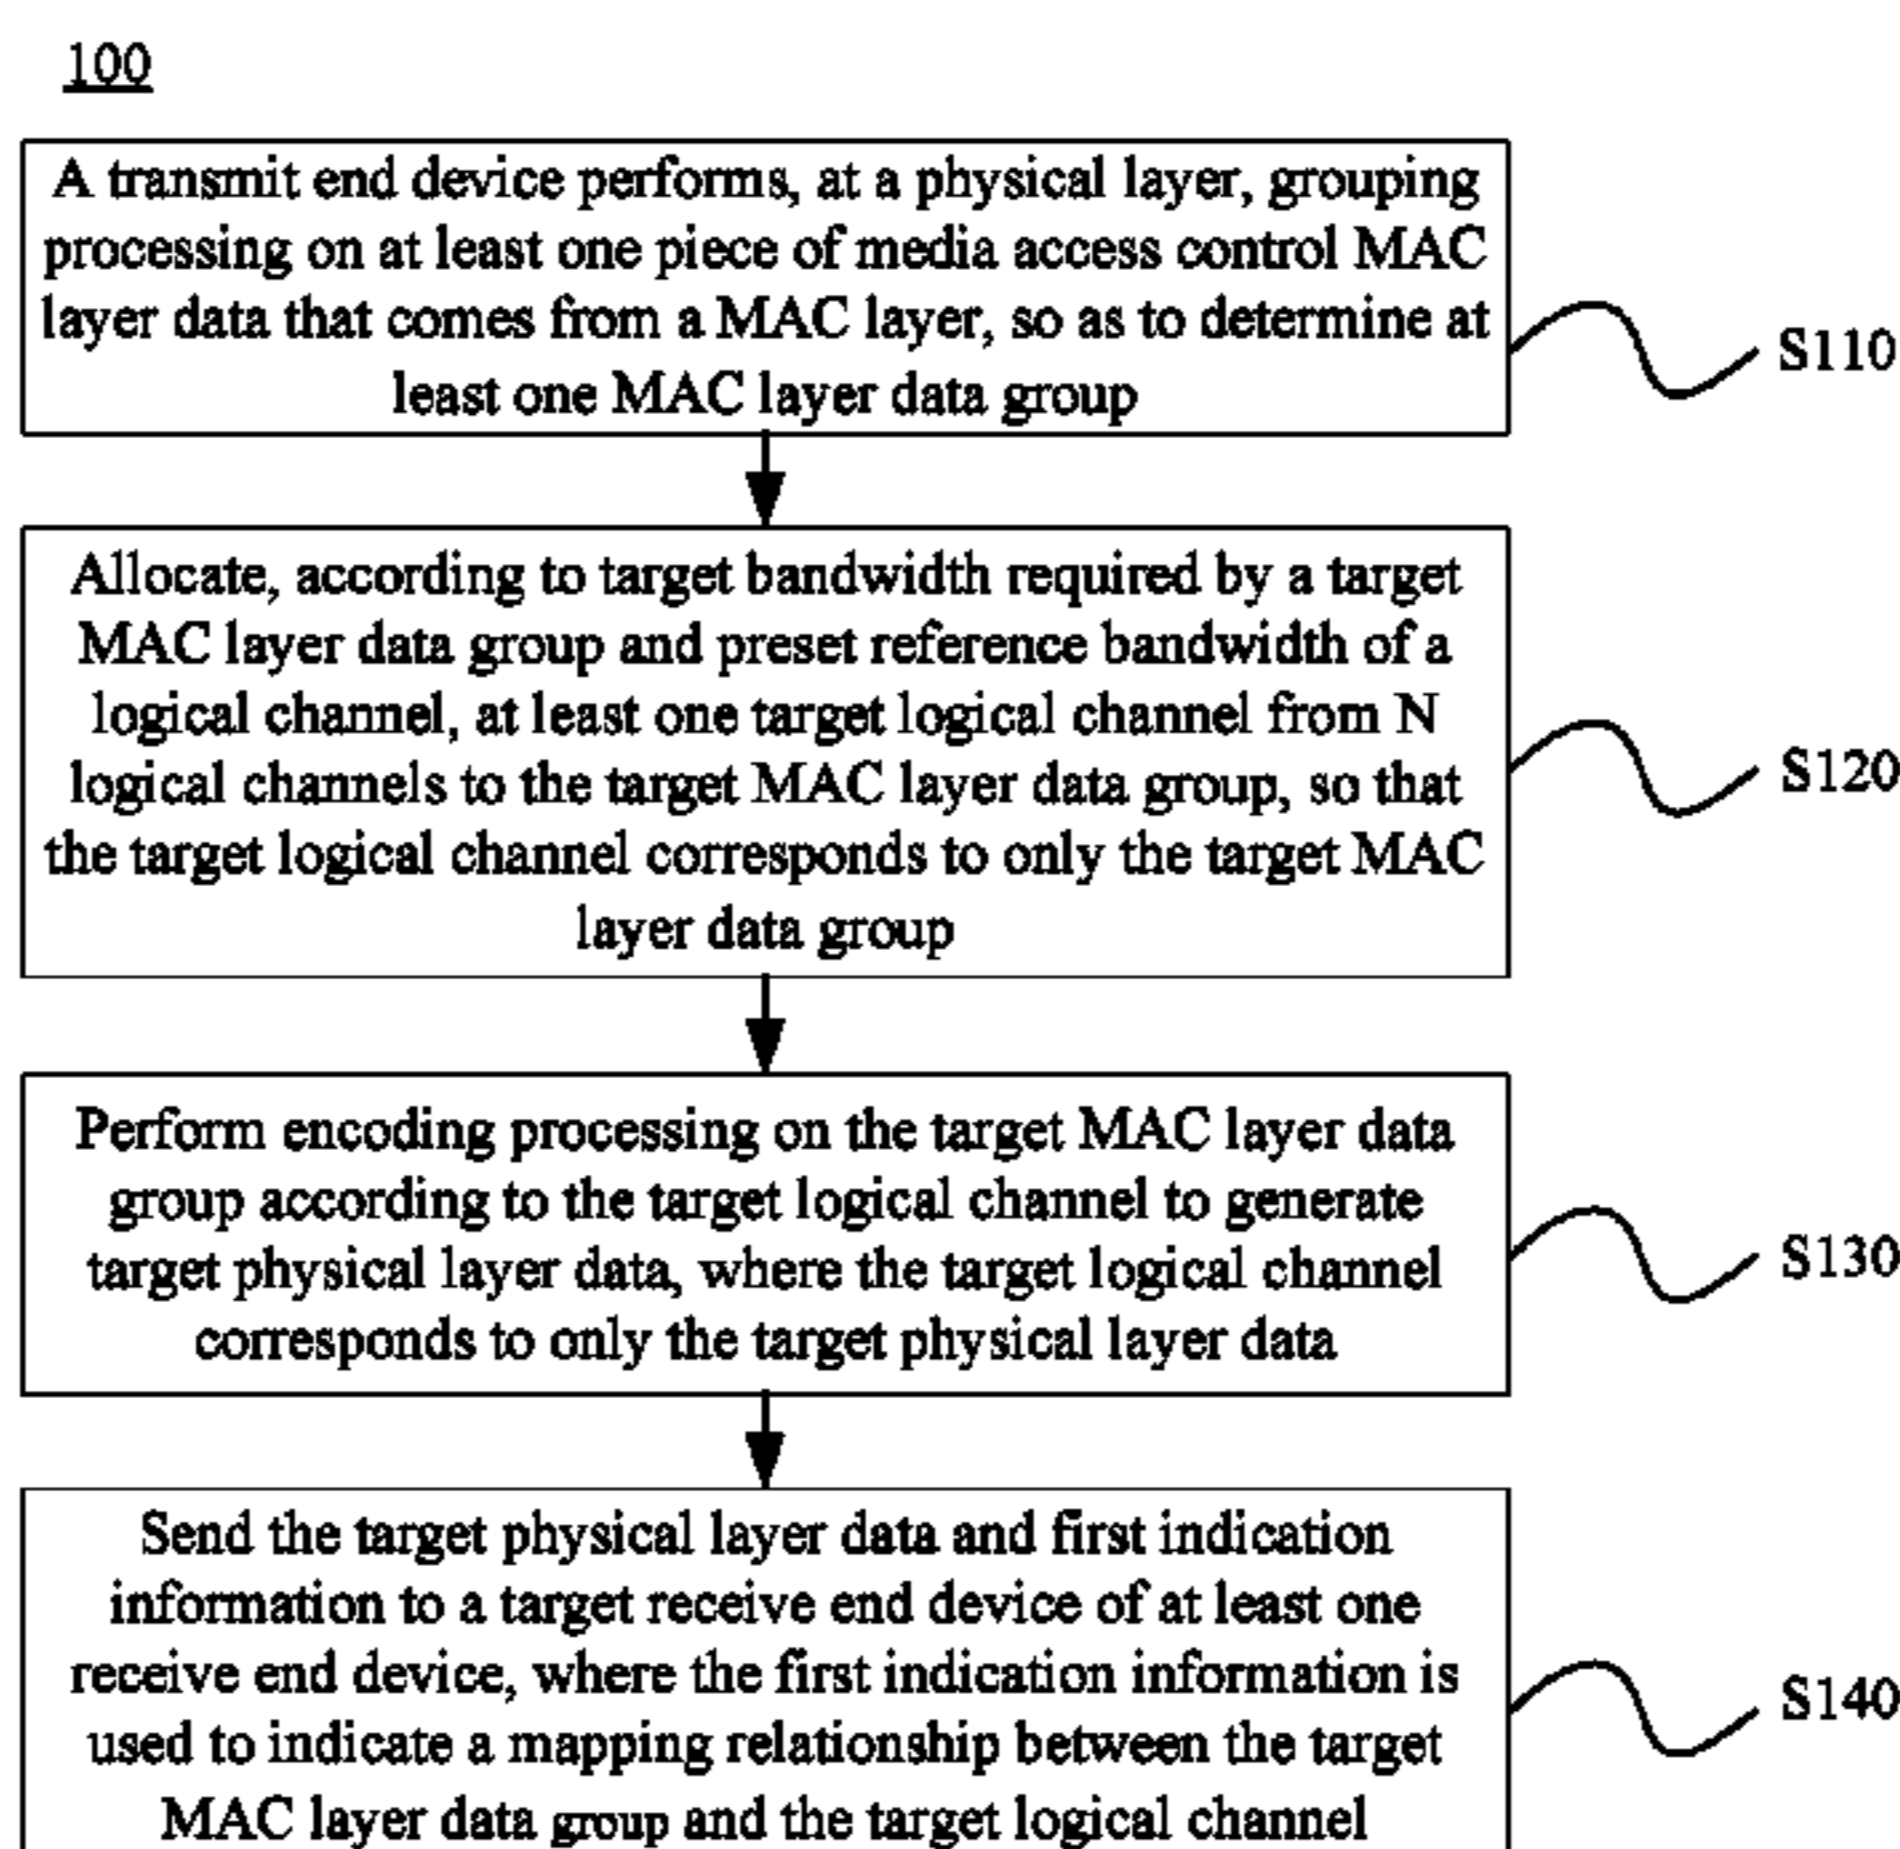 100
A transmit end device performs, at a physical layer, grouping
processing on at least one piece of media access control MAC
layer data that comes from a MAC layer, so as to determine at
least one MAC layer data group
S110
Allocate, according to target bandwidth required by a target
MAC layer data group and preset reference bandwidth of a
logical channel, at least one target logical channel from N
logical channels to the target MAC layer data group, so that
the target logical channel corresponds to only the target MAC
layer data group
S120
Perform encoding processing on the target MAC layer data
group according to the target logical channel to generate
target physical layer data, where the target logical channel
corresponds to only the target physical layer data
S130
Send the target physical layer data and first indication
information to a target receive end device of at least one
receive end device, where the first indication information is
used to indicate a mapping relationship between the target
MAC layer data group and the target logical channel
S140